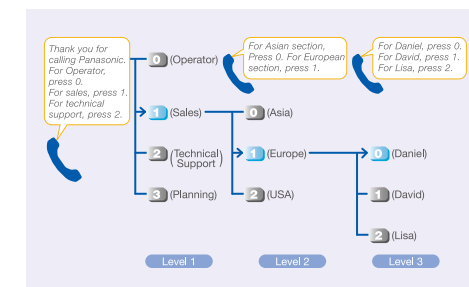 Thank you for
calling Panasonic.
For Operator,
press 0.
For sales, press 1.
For technical
support, press 2.
For Asian section,
Press 0. For European
section, press 1.
For Daniel, press 0.
For David, press 1.
For Lisa, press 2.
0 (Operator)
1 (Sales)
2 (Technical
Support)
3 (Planning)
0 (Asia)
1 (Europe)
2 (USA)
0 (Daniel)
1 (David)
2 (Lisa)
Level 1
Level 2
Level 3